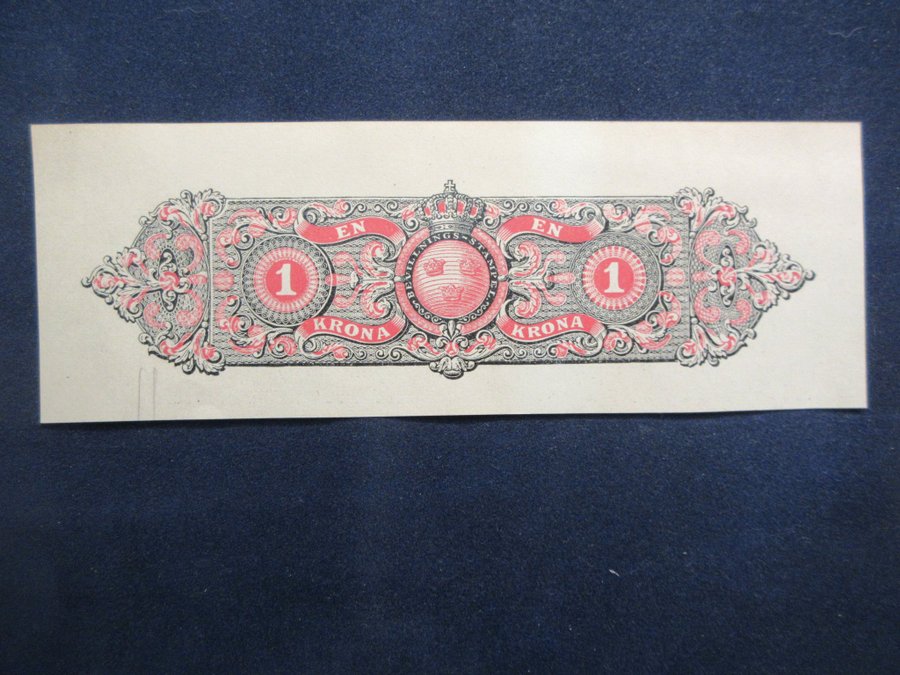 EN
EN
1
BEVILLNINGS-STÄMPEL
1
KRONA
KRONA